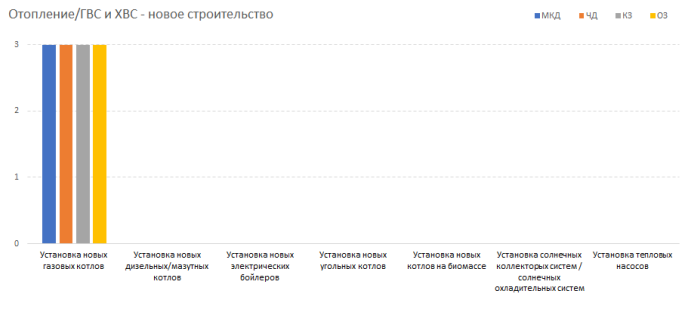 Отопление/ГВС и ХВС - новое строительство
МКД ЧД КЗ ОЗ
3
2
1
0
Установка новых
газовых котлов
Установка новых
дизельных/мазутных
котлов
Установка новых
электрических
бойлеров
Установка новых
угольных котлов
Установка новых
котлов на биомассе
Установка солнечных
коллекторых систем /
солнечных
охладительных систем
Установка тепловых
насосов